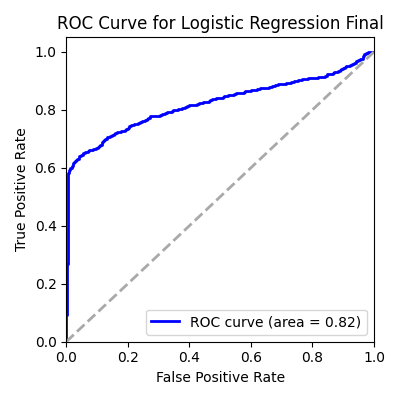 ROC Curve for Logistic Regression Final
True Positive Rate
1.0
0.8
0.6
0.4
0.2
0.0
ROC curve (area = 0.82)
0.0 0.2 0.4 0.6 0.8 1.0
False Positive Rate